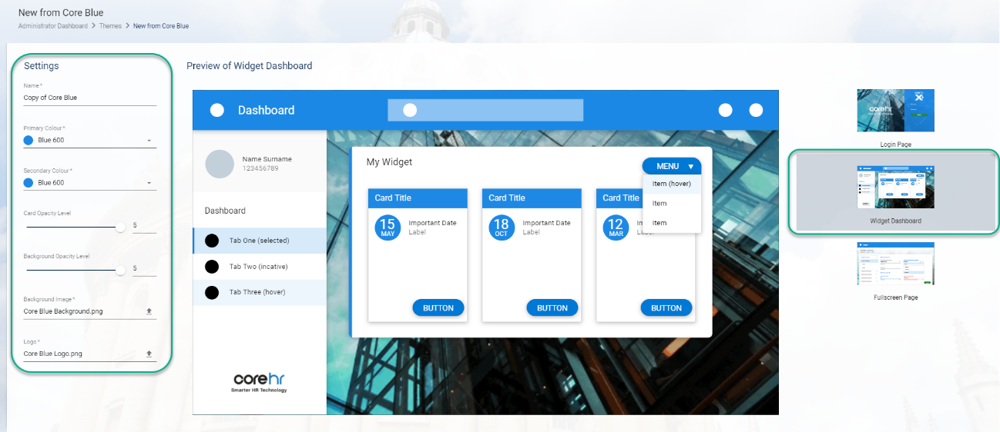 New from Core Blue
Administrator Dashboard > Themes > New from Core Blue
Settings
Name *
Copy of Core Blue
Primary Colour *
Blue 600
Secondary Colour *
Blue 600
Card Opacity Level
5
Background Opacity Level
5
Background Image *
Core Blue Background.png
Logo *
Core Blue Logo.png
Preview of Widget Dashboard
Dashboard
Name Surname
123456789
Dashboard
Tab One (selected)
Tab Two (incative)
Tab Three (hover)
corehr
Smarter HR Technology
My Widget
MENU
Item (hover)
Item
Item
Card Title
15
MAY
Important Date
Label
BUTTON
Card Title
18
OCT
Important Date
Label
BUTTON
Card Title
12
MAR
BUTTON
corehr
Login Page
Widget Dashboard
Fullscreen Page